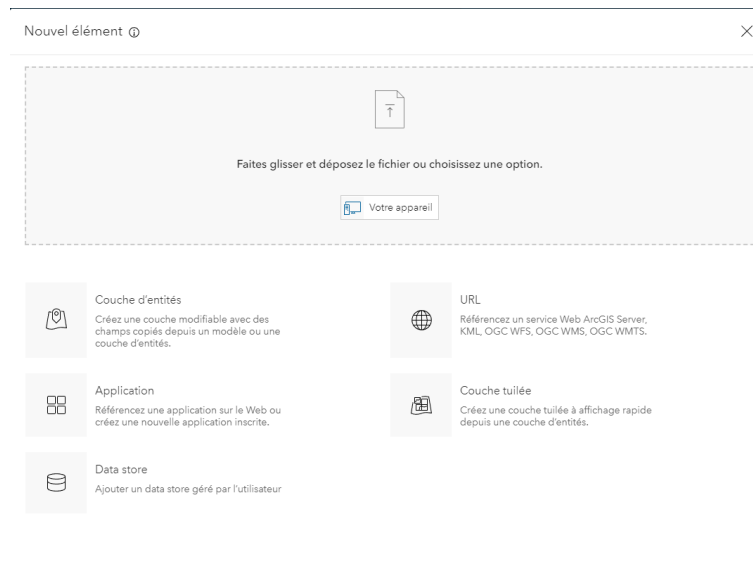 Nouvel élément
Faites glisser et déposez le fichier ou choisissez une option.
Votre appareil
Couche d'entités
Créez une couche modifiable avec des
champs copiés depuis un modèle ou une
couche d'entités.
URL
Référencez un service Web ArcGIS Server,
KML, OGC WFS, OGC WMS, OGC WMTS.
Application
Référencez une application sur le Web ou
créez une nouvelle application inscrite.
Couche tuilée
Créez une couche tuilée à affichage rapide
depuis une couche d'entités.
Data store
Ajouter un data store géré par l'utilisateur